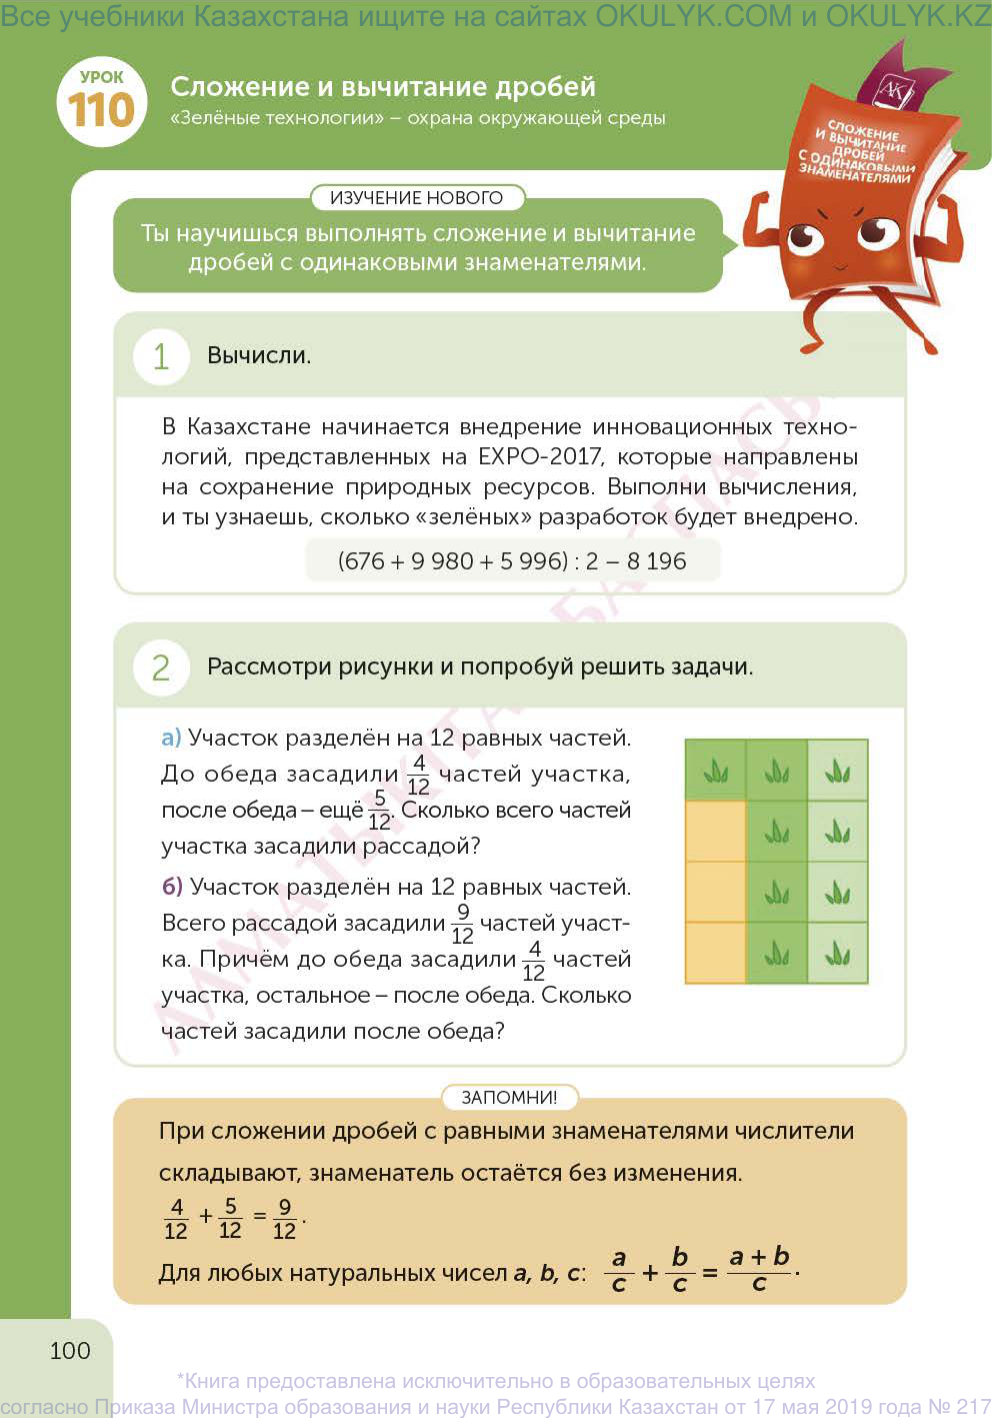 Все учебники Казахстана ищите на сайтах OKULYK.COM и OKULYK.KZ
УРОК
110
Сложение и вычитание дробей
«Зелёные технологии» – охрана окружающей среды
АК
СЛОЖЕНИЕ
И ВЫЧИТАНИЕ
ДРОБЕЙ
С ОДИНАКОВЫМИ
ЗНАМЕНАТЕЛЯМИ
ИЗУЧЕНИЕ НОВОГО
Ты научишься выполнять сложение и вычитание
дробей с одинаковыми знаменателями.
1 Вычисли.
В Казахстане начинается внедрение инновационных техно-
логий, представленных на EXPO-2017, которые направлены
на сохранение природных ресурсов. Выполни вычисления,
и ты узнаешь, сколько «зелёных» разработок будет внедрено.
(676 + 9 980 + 5 996) : 2 – 8 196
2 Рассмотри рисунки и попробуй решить задачи.
а) Участок разделён на 12 равных частей.
До обеда засадили 4/12 частей участка,
после обеда – ещё 5/12. Сколько всего частей
участка засадили рассадой?
б) Участок разделён на 12 равных частей.
Всего рассадой засадили 9/12 частей участ-
ка. Причём до обеда засадили 4/12 частей
участка, остальное – после обеда. Сколько
частей засадили после обеда?
АЛМАТЫКІТАП БАСПАСЫ
ЗАПОМНИ!
При сложении дробей с равными знаменателями числители
складывают, знаменатель остаётся без изменения.
4/12 + 5/12 = 9/12.
Для любых натуральных чисел a, b, c: a/c + b/c = a + b/c.
100
*Книга предоставлена исключительно в образовательных целях
согласно Приказа Министра образования и науки Республики Казахстан от 17 мая 2019 года № 217